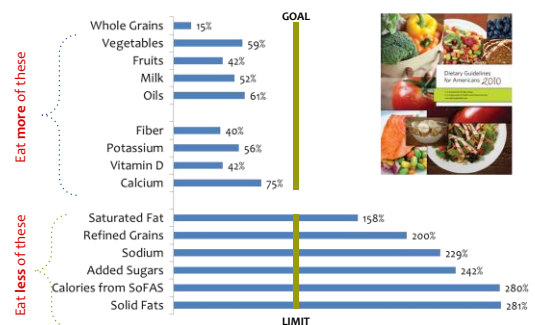 GOAL
Whole Grains 15%
Vegetables 59%
Fruits 42%
Milk 52%
Oils 61%
Fiber 40%
Potassium 56%
Vitamin D 42%
Calcium 75%
Eat more of these
Saturated Fat 158%
Refined Grains 200%
Sodium 229%
Added Sugars 242%
Calories from SoFAS 280%
Solid Fats 281%
Eat less of these
LIMIT
Dietary Guidelines
for Americans 2010